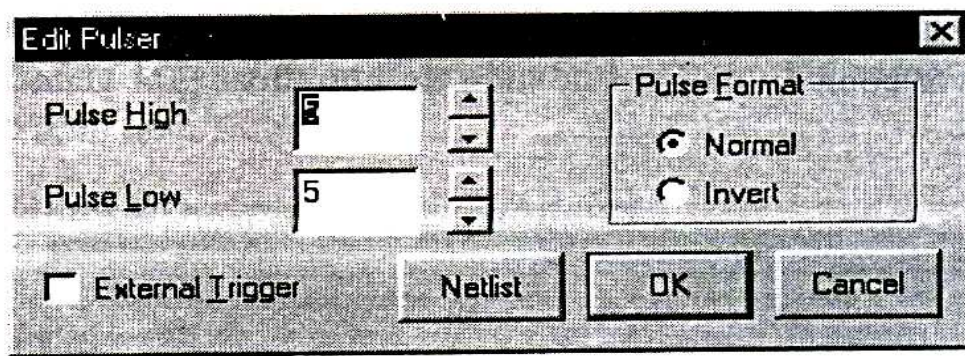 Edit Pulser
Pulse High
Pulse Low
5
External Trigger
Pulse Format
Normal
Invert
Netlist
OK
Cancel